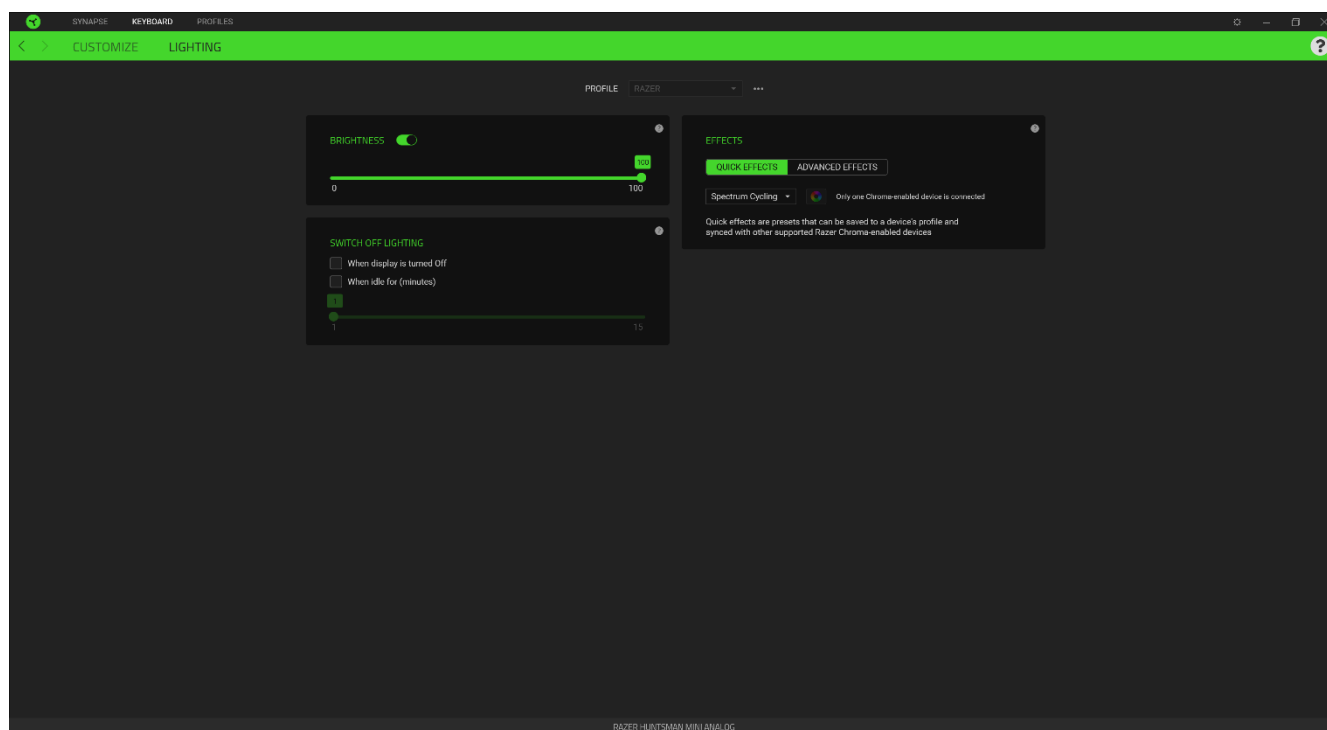 SYNAPSE KEYBOARD PROFILES
CUSTOMIZE LIGHTING
?
PROFILE RAZER
BRIGHTNESS
?
100
0 100
SWITCH OFF LIGHTING
?
When display is turned Off
When idle for (minutes)
1
1 15
EFFECTS
?
QUICK EFFECTS ADVANCED EFFECTS
Spectrum Cycling Only one Chroma-enabled device is connected
Quick effects are presets that can be saved to a device's profile and
synced with other supported Razer Chroma-enabled devices
RAZER HUNTSMAN MINI ANALOG